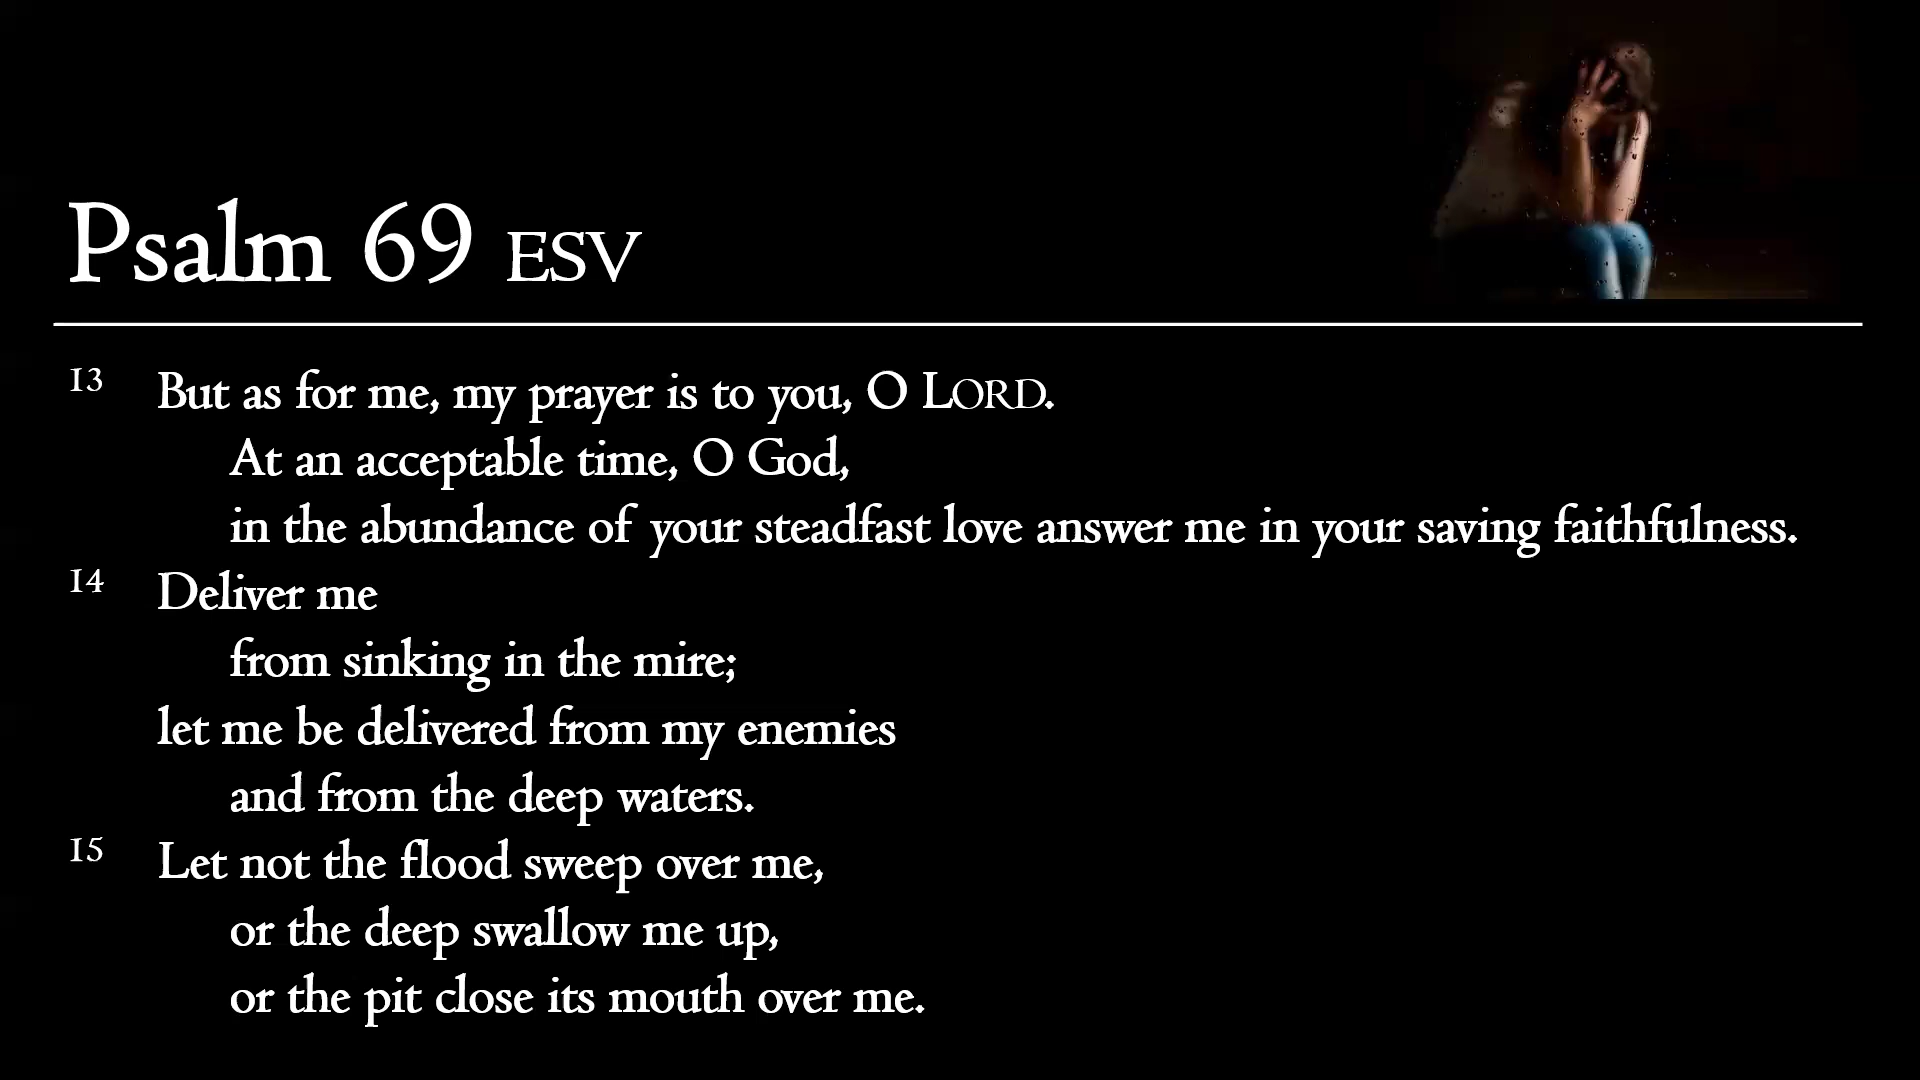 Psalm 69 ESV
13 But as for me, my prayer is to you, O LORD.
At an acceptable time, O God,
in the abundance of your steadfast love answer me in your saving faithfulness.
14 Deliver me
from sinking in the mire;
let me be delivered from my enemies
and from the deep waters.
15 Let not the flood sweep over me,
or the deep swallow me up,
or the pit close its mouth over me.